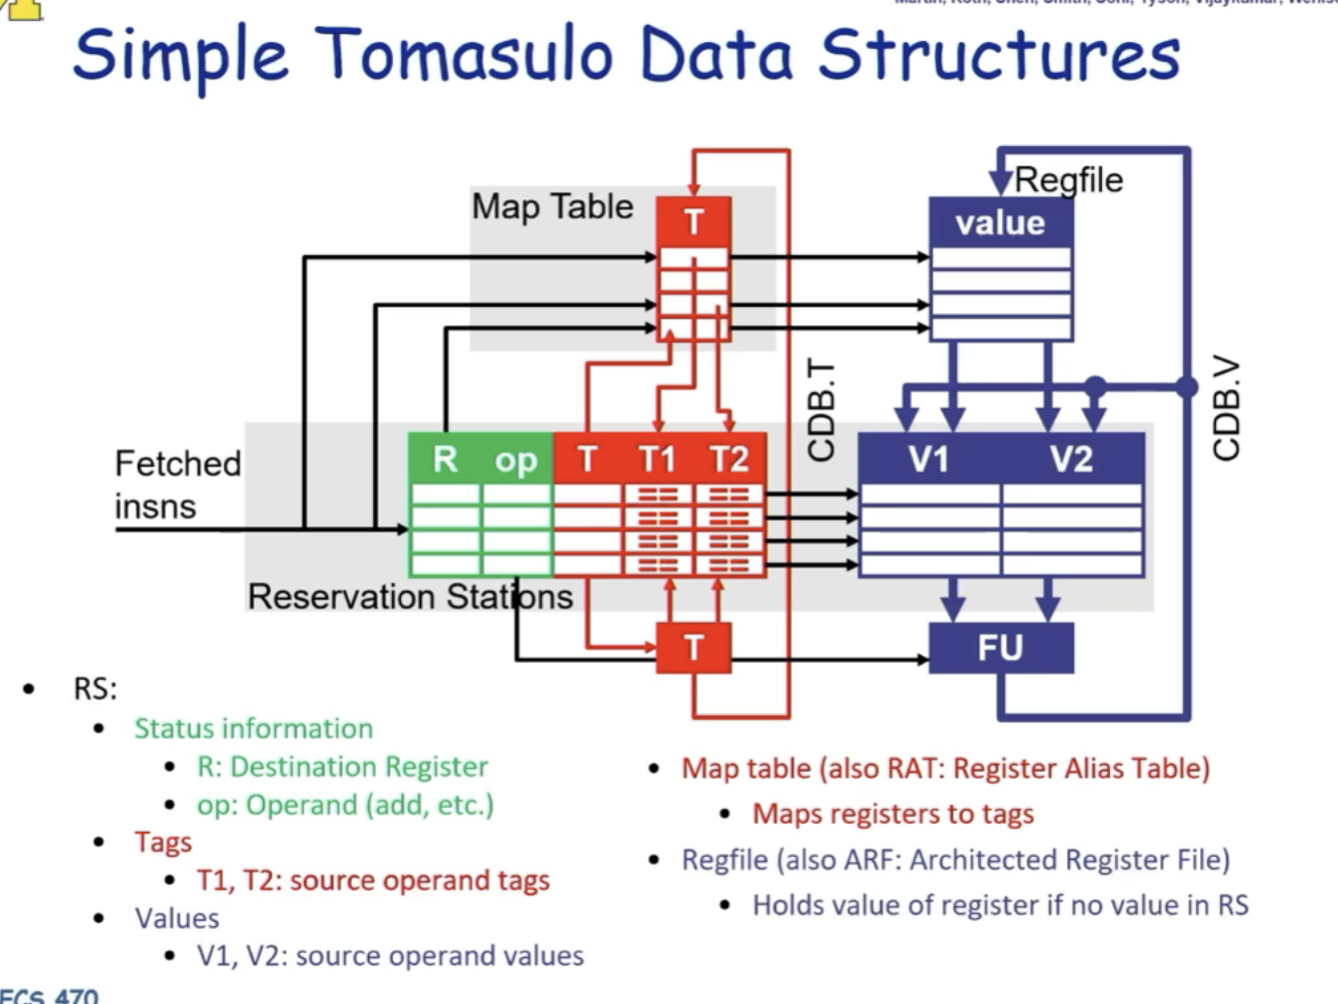 Simple Tomasulo Data Structures
Map Table
T
Regfile
value
CDB.T
CDB.V
Fetched
insns
R op T T1 T2
V1 V2
== ==
== ==
== ==
== ==
Reservation Stations
T
FU
• RS:
• Status information
• R: Destination Register
• op: Operand (add, etc.)
• Tags
• T1, T2: source operand tags
• Values
• V1, V2: source operand values
• Map table (also RAT: Register Alias Table)
• Maps registers to tags
• Regfile (also ARF: Architected Register File)
• Holds value of register if no value in RS
EECS 470